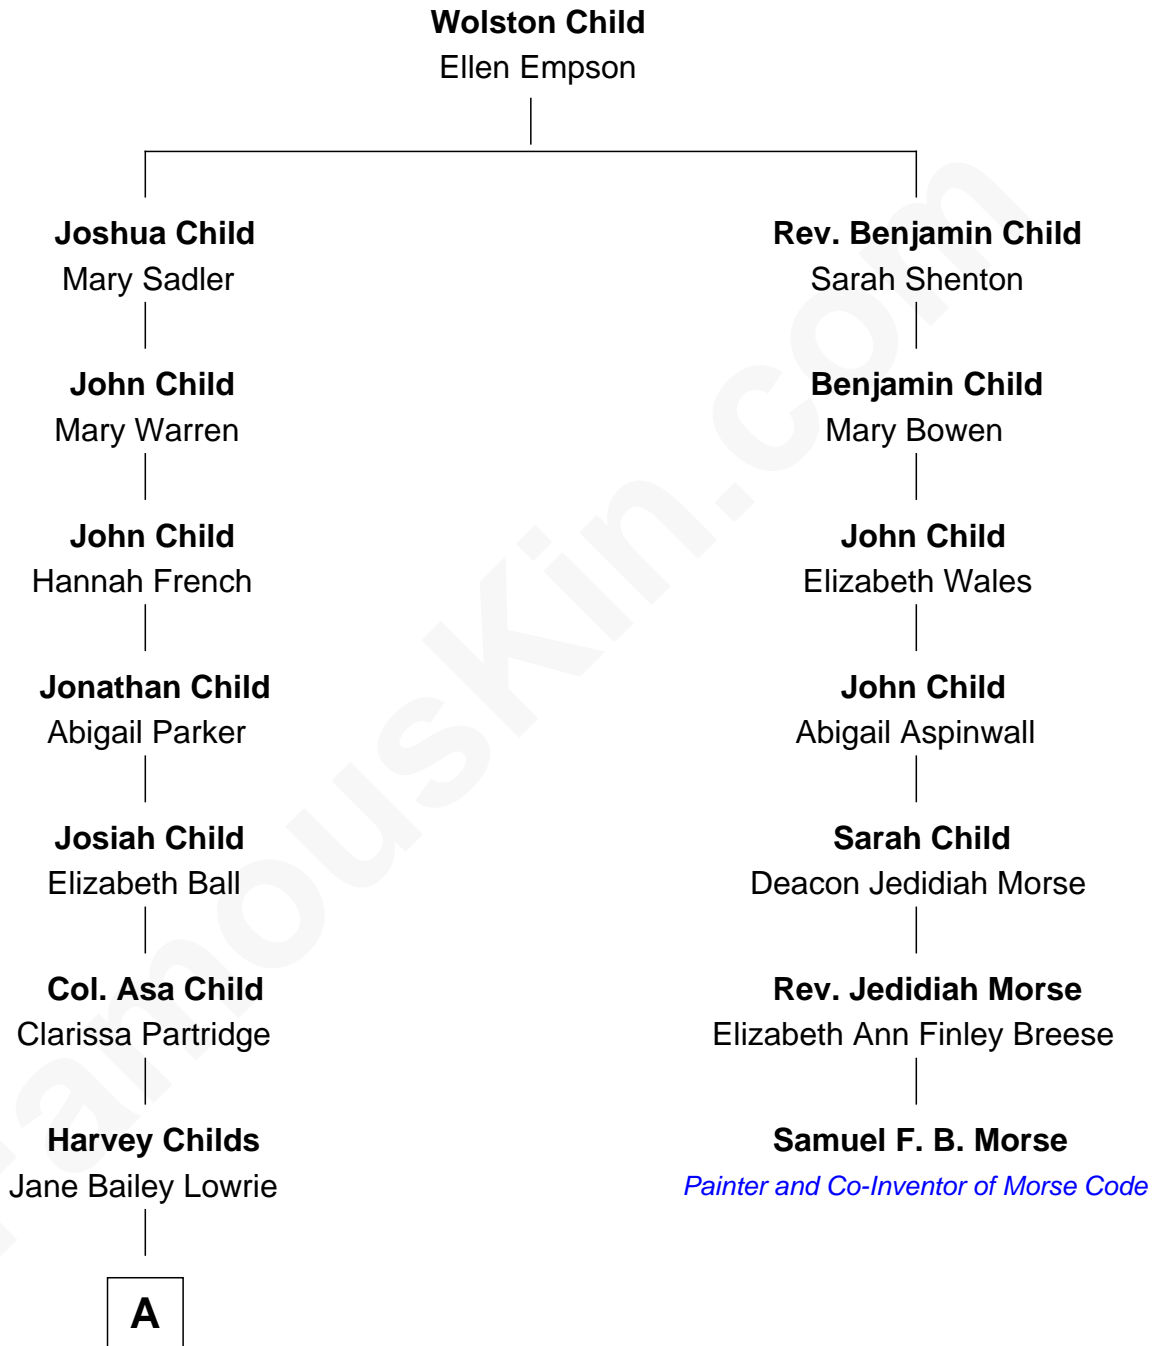 Wolston Child
Ellen Empson
Joshua Child
Mary Sadler
Rev. Benjamin Child
Sarah Shenton
John Child
Mary Warren
Benjamin Child
Mary Bowen
John Child
Hannah French
John Child
Elizabeth Wales
Jonathan Child
Abigail Parker
John Child
Abigail Aspinwall
Josiah Child
Elizabeth Ball
Sarah Child
Deacon Jedidiah Morse
Col. Asa Child
Clarissa Partridge
Rev. Jedidiah Morse
Elizabeth Ann Finley Breese
Harvey Childs
Jane Bailey Lowrie
Samuel F. B. Morse
Painter and Co-Inventor of Morse Code
A
FamousKin.com